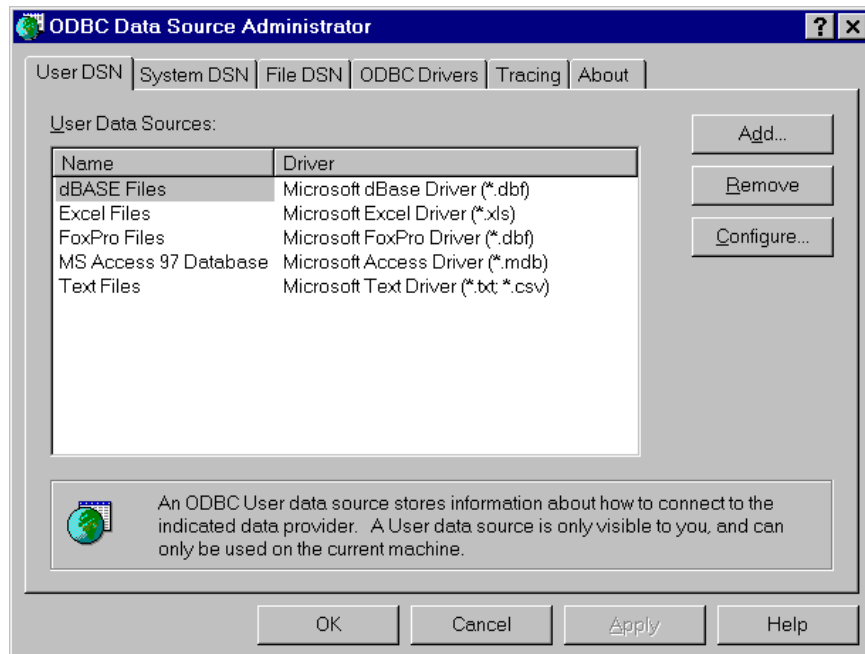 ODBC Data Source Administrator
User DSN System DSN File DSN ODBC Drivers Tracing About
User Data Sources:
Name Driver
dBASE Files Microsoft dBase Driver (*.dbf)
Excel Files Microsoft Excel Driver (*.xls)
FoxPro Files Microsoft FoxPro Driver (*.dbf)
MS Access 97 Database Microsoft Access Driver (*.mdb)
Text Files Microsoft Text Driver (*.txt; *.csv)
Add...
Remove
Configure...
An ODBC User data source stores information about how to connect to the
indicated data provider. A User data source is only visible to you, and can
only be used on the current machine.
OK Cancel Apply Help